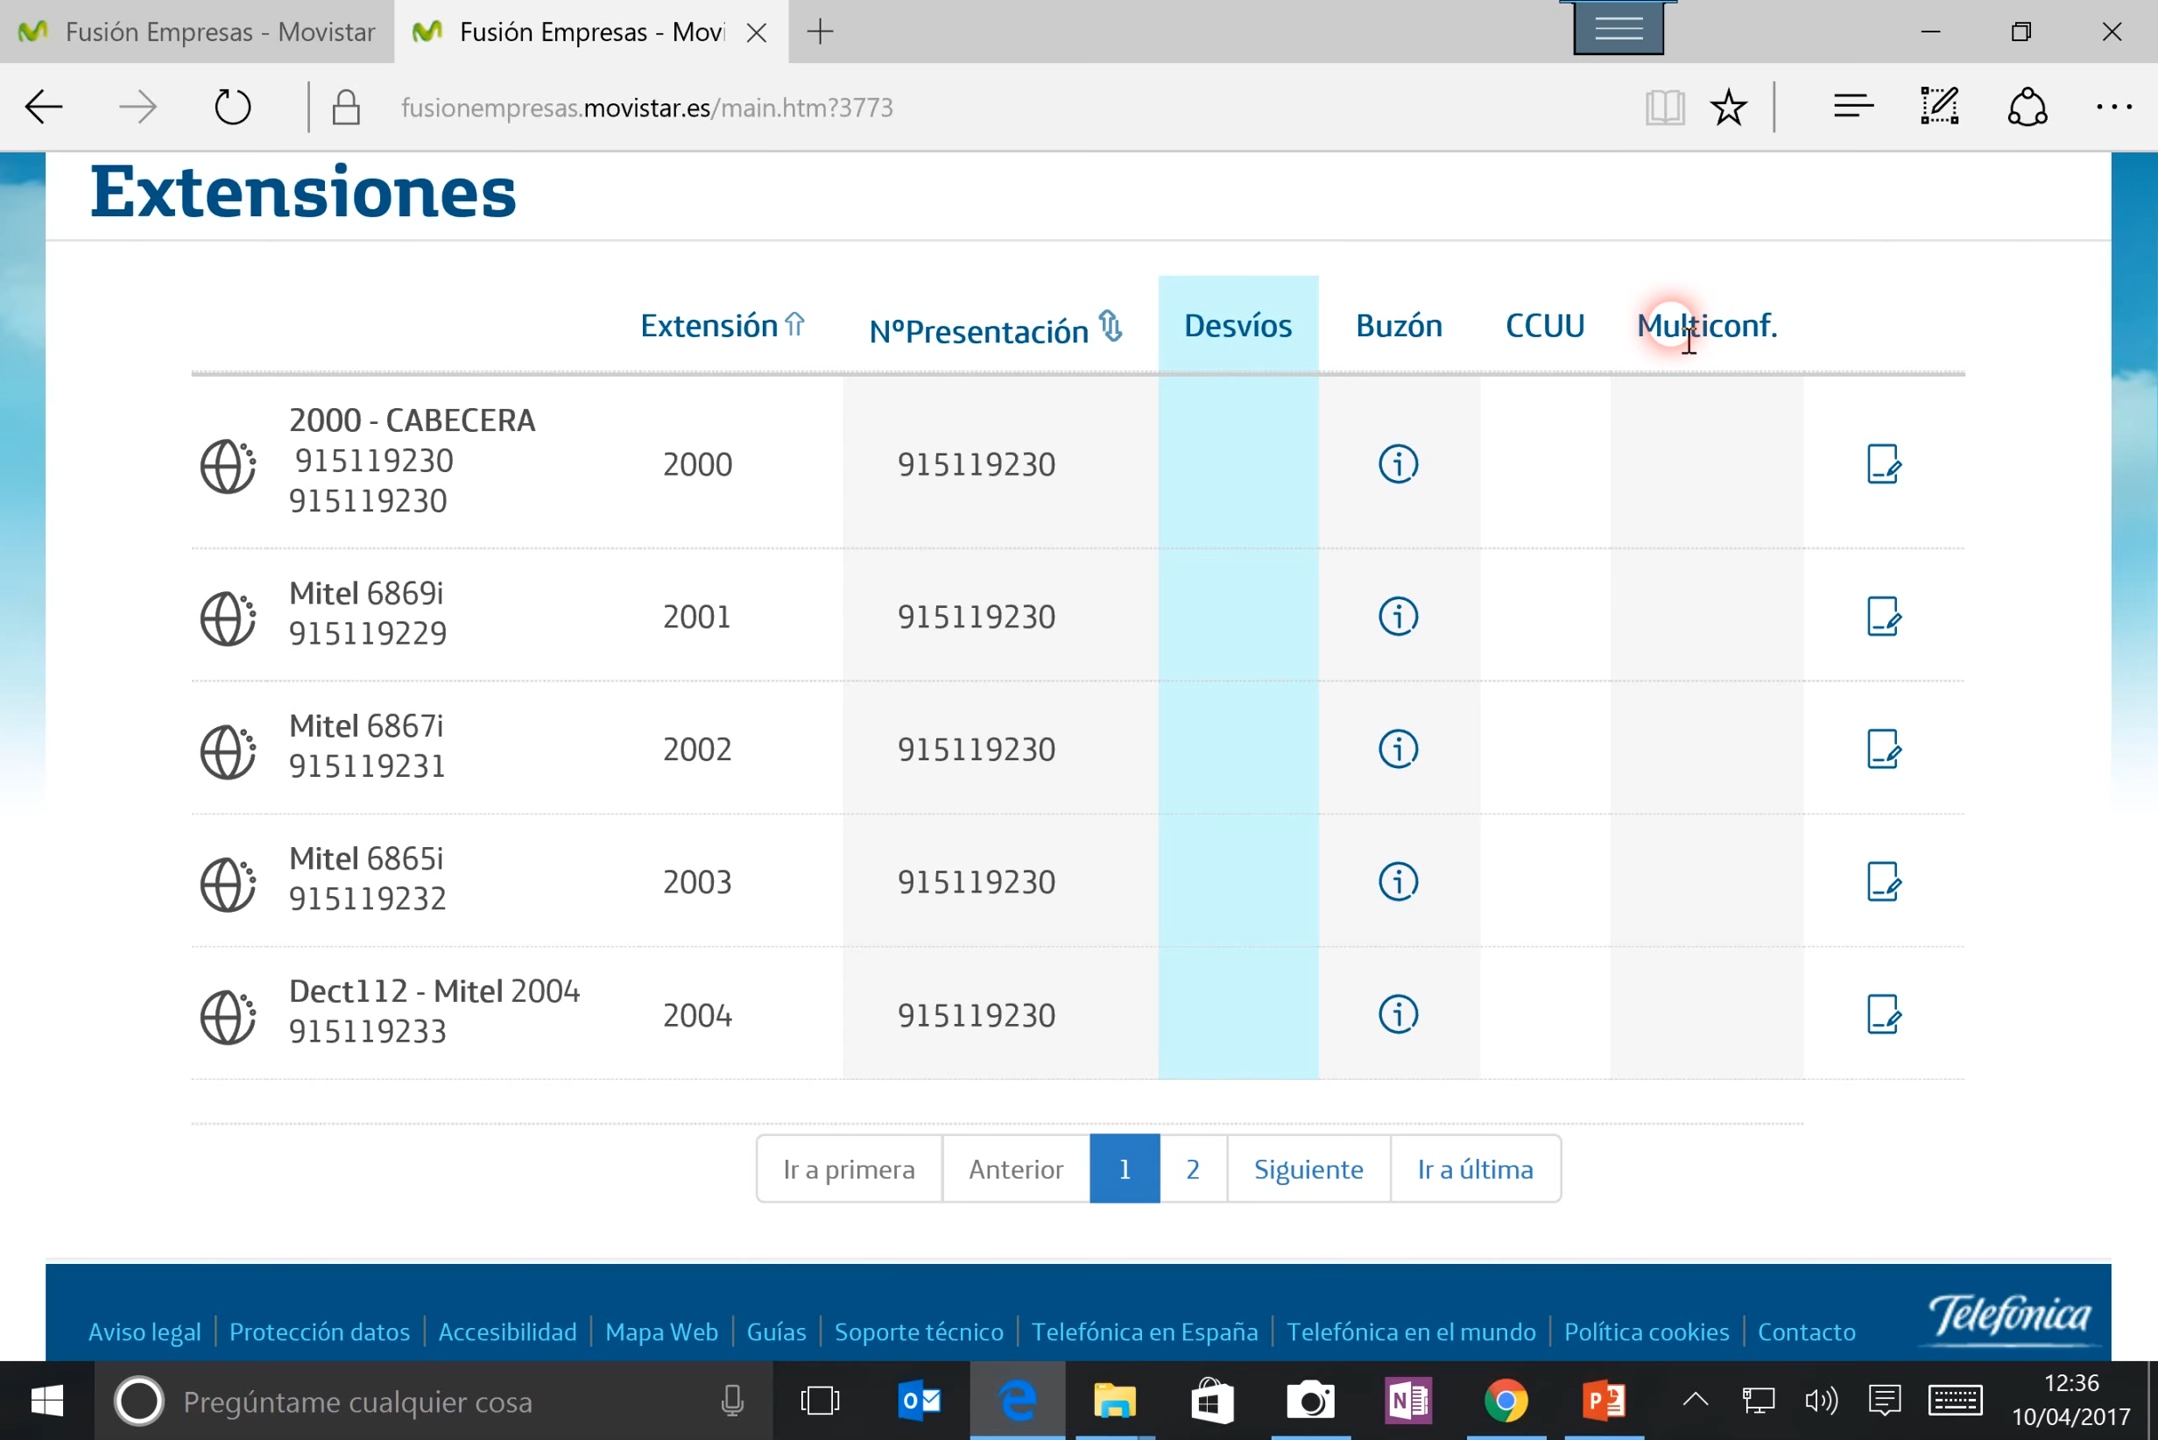 Fusión Empresas - Movistar
Fusión Empresas - Movi
fusionempresas.movistar.es/main.htm?3773
Extensiones
Extensión NºPresentación Desvíos Buzón CCUU Multiconf.
2000 - CABECERA
915119230
915119230
2000 915119230
Mitel 6869i
915119229
2001 915119230
Mitel 6867i
915119231
2002 915119230
Mitel 6865i
915119232
2003 915119230
Dect112 - Mitel 2004
915119233
2004 915119230
Ir a primera Anterior 1 2 Siguiente Ir a última
Aviso legal Protección datos Accesibilidad Mapa Web Guías Soporte técnico Telefónica en España Telefónica en el mundo Política cookies Contacto
Telefónica
Pregúntame cualquier cosa
12:36
10/04/2017